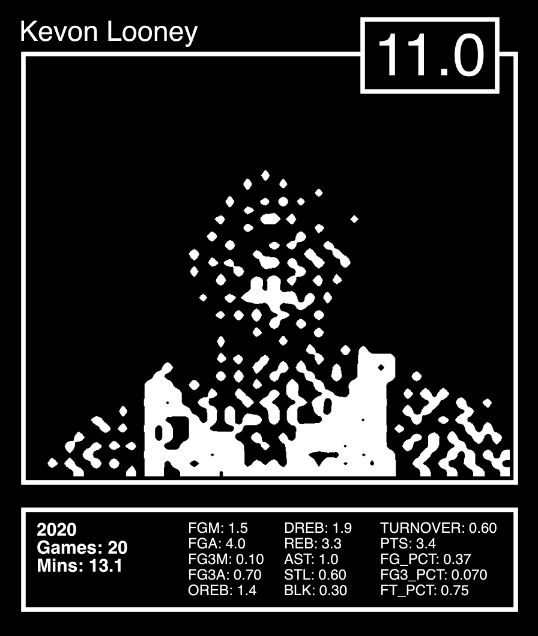 Kevon Looney
11.0
2020
Games: 20
Mins: 13.1
FGM: 1.5
FGA: 4.0
FG3M: 0.10
FG3A: 0.70
OREB: 1.4
DREB: 1.9
REB: 3.3
AST: 1.0
STL: 0.60
BLK: 0.30
TURNOVER: 0.60
PTS: 3.4
FG_PCT: 0.37
FG3_PCT: 0.070
FT_PCT: 0.75